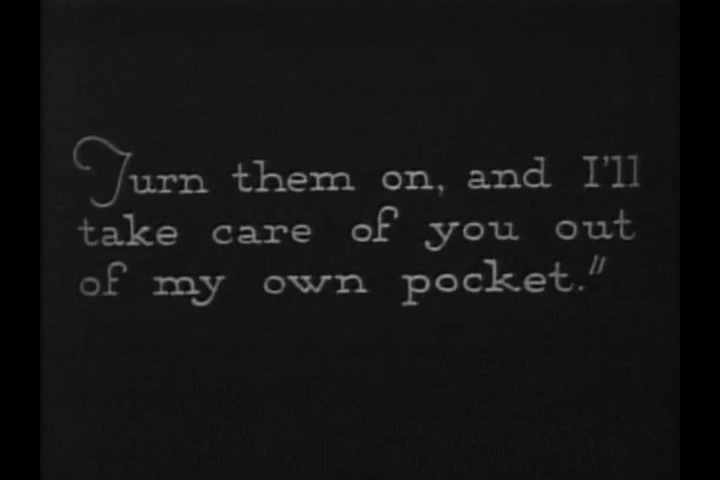 Turn them on, and I'll
take care of you out
of my own pocket."